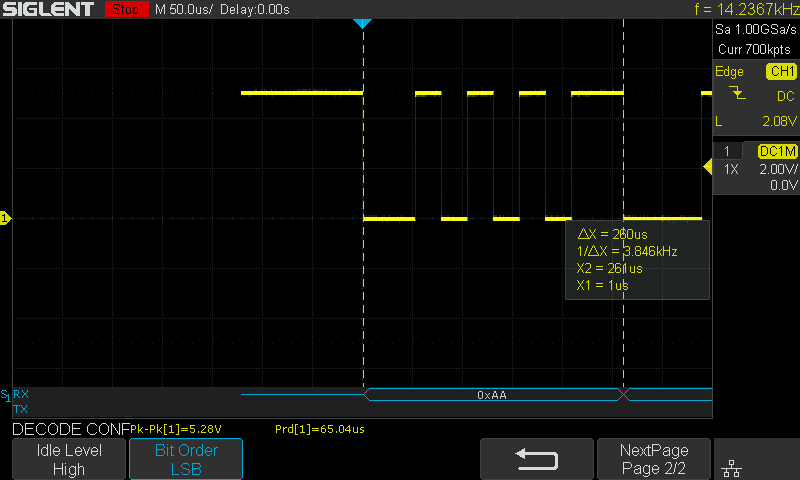 SIGLENT Stop M 50.0us/ Delay:0.00s f = 14.2367kHz
Sa 1.00GSa/s
Curr 700kpts
Edge CH1
DC
L 2.08V
1 DC1M
1X 2.00V/
0.0V
1
ΔX = 260us
1/ΔX = 3.846kHz
X2 = 261us
X1 = 1us
S1 RX 0xAA
TX
DECODE CONF Pk-Pk[1]=5.28V Prd[1]=65.04us
Idle Level
High
Bit Order
LSB
NextPage
Page 2/2